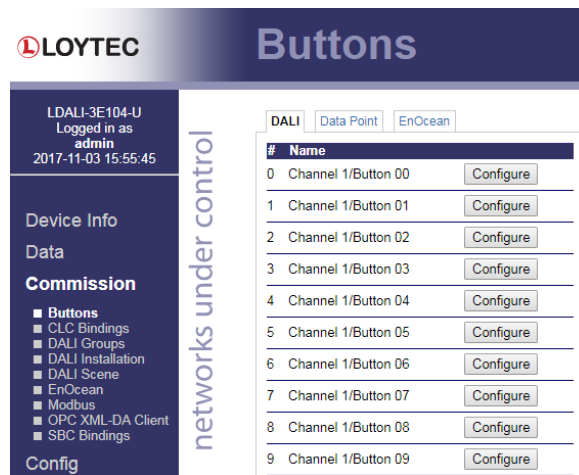 LOYTEC
Buttons
LDALI-3E104-U
Logged in as
admin
2017-11-03 15:55:45
Device Info
Data
Commission
Buttons
CLC Bindings
DALI Groups
DALI Installation
DALI Scene
EnOcean
Modbus
OPC XML-DA Client
SBC Bindings
Config
networks under control
DALI Data Point EnOcean
# Name
0 Channel 1/Button 00 Configure
1 Channel 1/Button 01 Configure
2 Channel 1/Button 02 Configure
3 Channel 1/Button 03 Configure
4 Channel 1/Button 04 Configure
5 Channel 1/Button 05 Configure
6 Channel 1/Button 06 Configure
7 Channel 1/Button 07 Configure
8 Channel 1/Button 08 Configure
9 Channel 1/Button 09 Configure